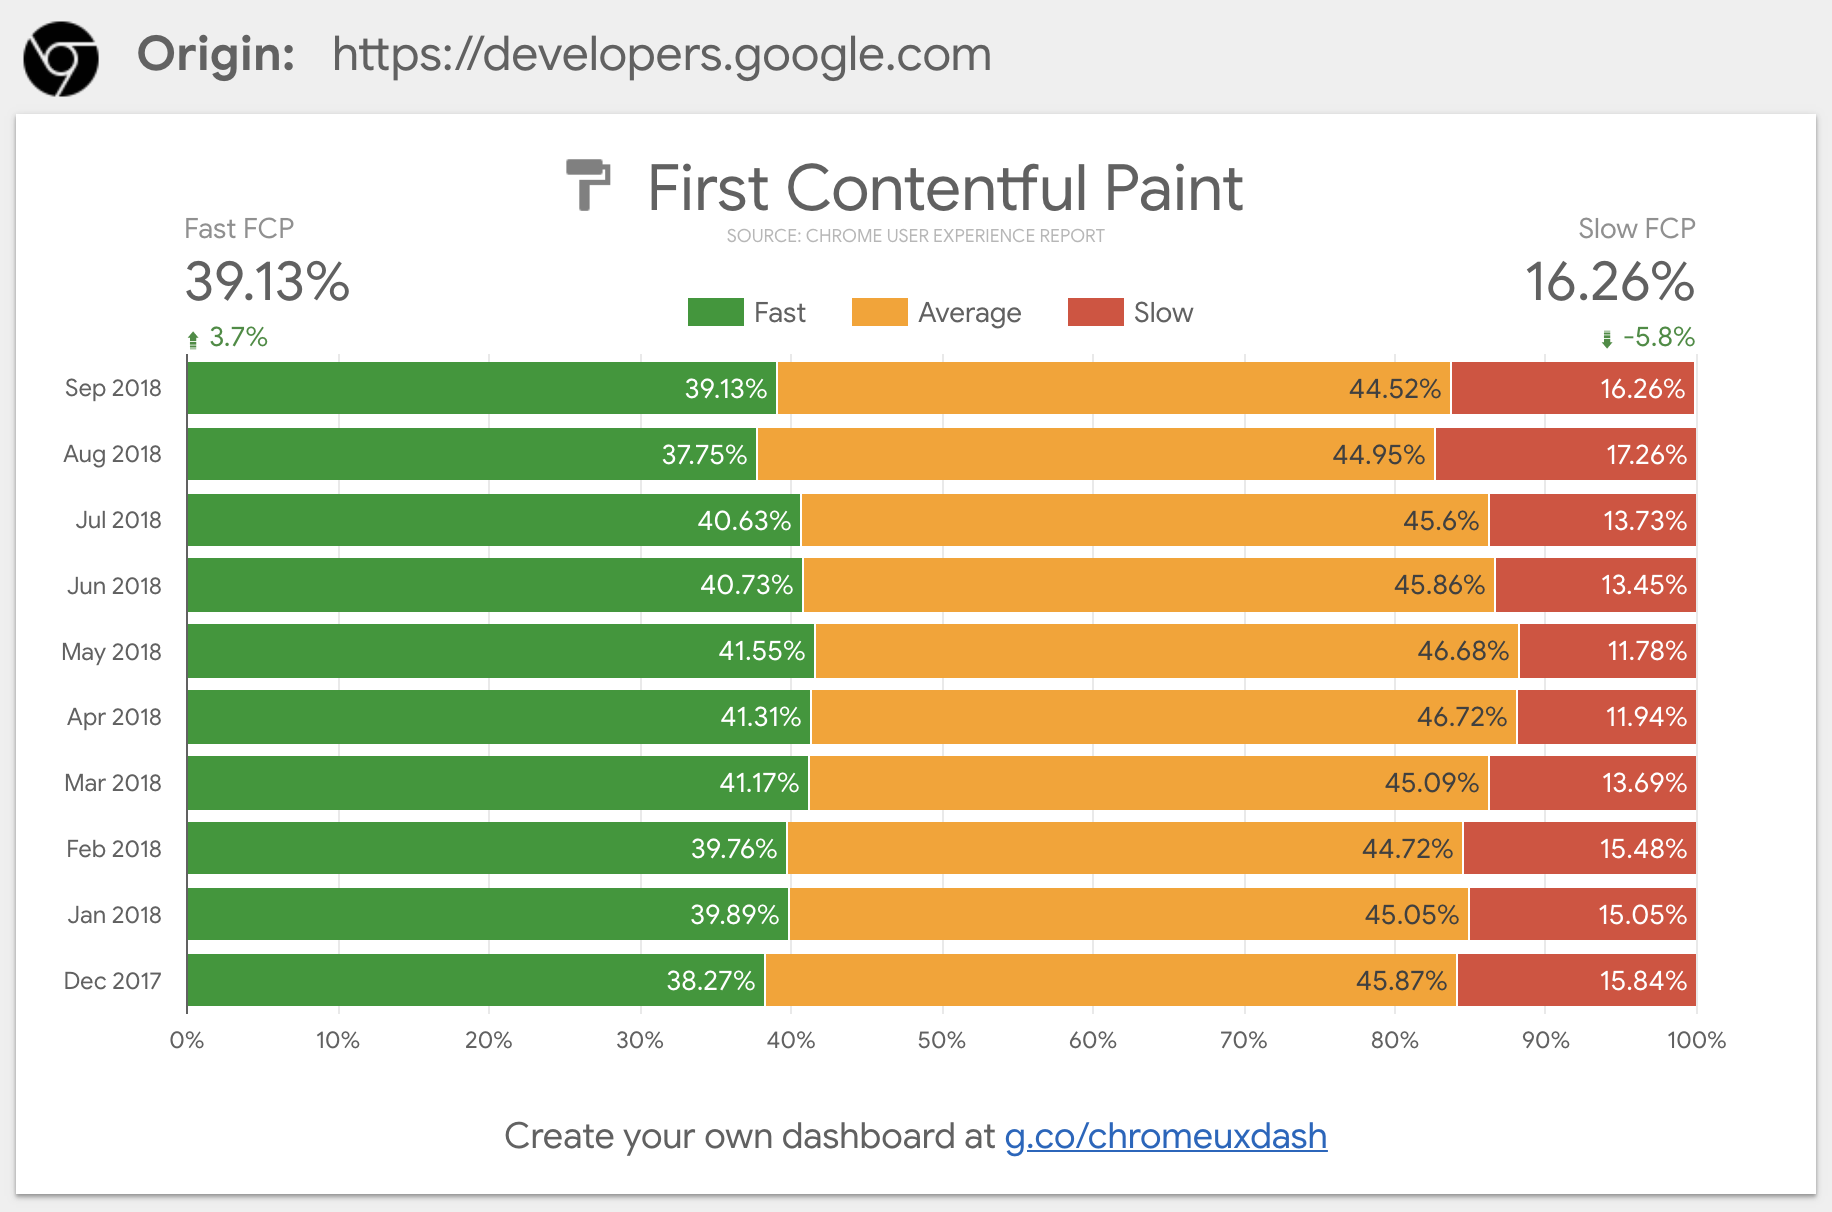 Origin: https://developers.google.com
First Contentful Paint
SOURCE: CHROME USER EXPERIENCE REPORT
Fast FCP
39.13%
3.7%
Slow FCP
16.26%
-5.8%
Fast Average Slow
Sep 2018 39.13% 44.52% 16.26%
Aug 2018 37.75% 44.95% 17.26%
Jul 2018 40.63% 45.6% 13.73%
Jun 2018 40.73% 45.86% 13.45%
May 2018 41.55% 46.68% 11.78%
Apr 2018 41.31% 46.72% 11.94%
Mar 2018 41.17% 45.09% 13.69%
Feb 2018 39.76% 44.72% 15.48%
Jan 2018 39.89% 45.05% 15.05%
Dec 2017 38.27% 45.87% 15.84%
0% 10% 20% 30% 40% 50% 60% 70% 80% 90% 100%
Create your own dashboard at g.co/chromeuxdash